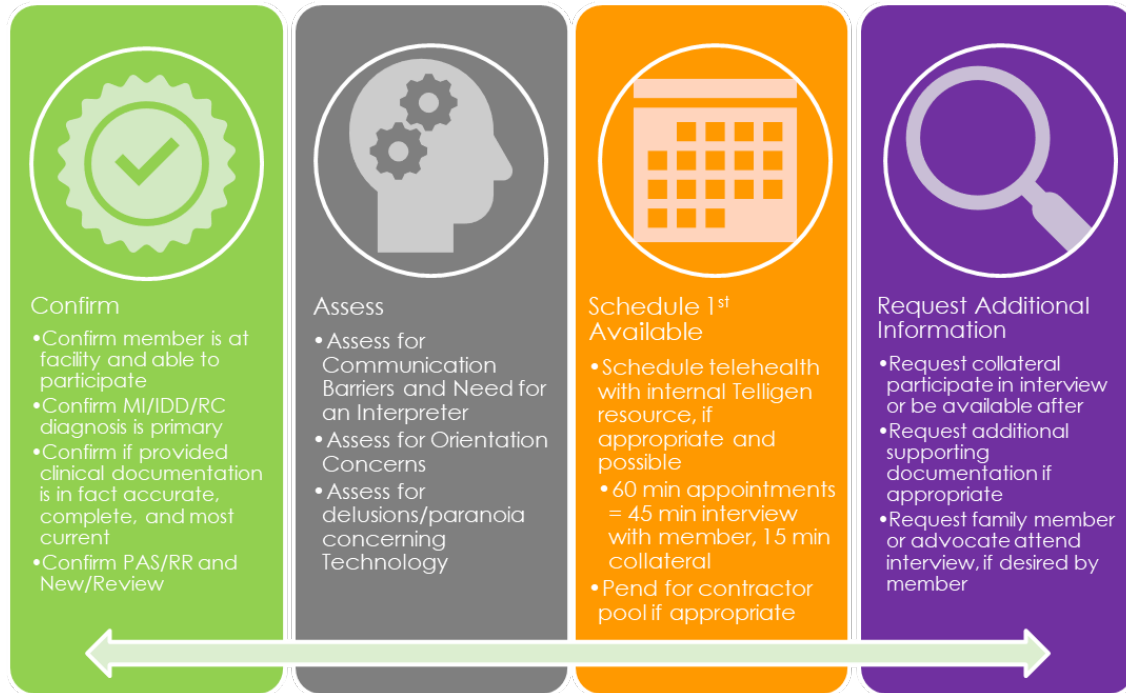 Confirm
•Confirm member is at
facility and able to
participate
•Confirm MI/IDD/RC
diagnosis is primary
•Confirm if provided
clinical documentation
is in fact accurate,
complete, and most
current
•Confirm PAS/RR and
New/Review
Assess
•Assess for
Communication
Barriers and Need for
an Interpreter
•Assess for Orientation
Concerns
•Assess for
delusions/paranoia
concerning
Technology
Schedule 1st
Available
•Schedule telehealth
with internal Telligen
resource, if
appropriate and
possible
•60 min appointments
= 45 min interview
with member, 15 min
collateral
•Pend for contractor
pool if appropriate
Request Additional
Information
•Request collateral
participate in interview
or be available after
•Request additional
supporting
documentation if
appropriate
•Request family member
or advocate attend
interview, if desired by
member